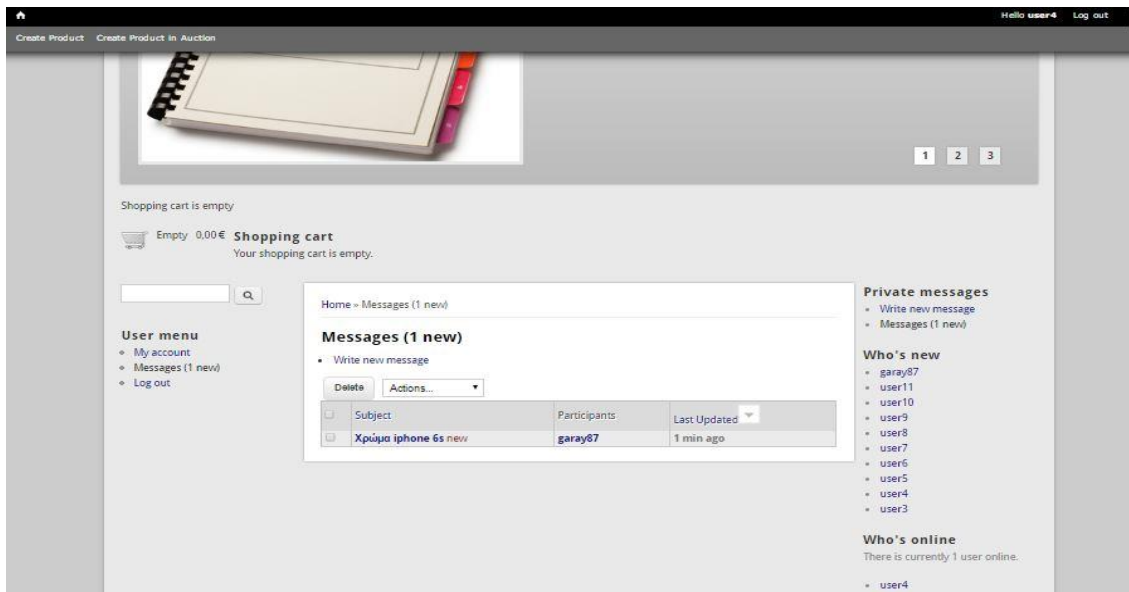 Hello user4 Log out
Create Product Create Product in Auction
1 2 3
Shopping cart is empty
Empty 0,00€ Shopping cart
Your shopping cart is empty.
User menu
My account
Messages (1 new)
Log out
Home » Messages (1 new)
Messages (1 new)
Write new message
Delete Actions...
Subject Participants Last Updated
Χρώμα iphone 6s new garay87 1 min ago
Private messages
Write new message
Messages (1 new)
Who's new
garay87
user11
user10
user9
user8
user7
user6
user5
user4
user3
Who's online
There is currently 1 user online.
user4